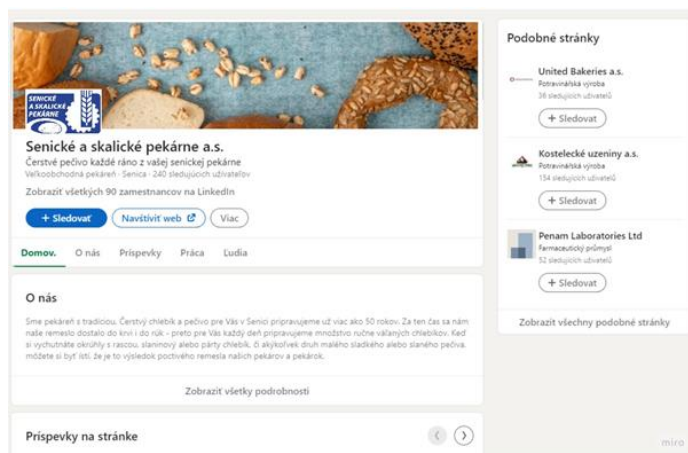 SENICKÉ
A SKALICKÉ
PEKÁRNE
Senické a skalické pekárne a.s.
Čerstvé pečivo každé ráno z vašej senickej pekárne
Veľkoobchodná pekáreň · Senica · 240 sledujúcich uživateľov
Zobraziť všetkých 90 zamestnancov na LinkedIn
+ Sledovať
Navštíviť web
Viac
Domov.
O nás
Príspevky
Práca
Ľudia
O nás
Sme pekáreň s tradíciou. Čerstvý chlebík a pečivo pre Vás v Senici pripravujeme už viac ako 50 rokov. Za ten čas sa nám
naše remeslo dostalo do krvi i do rúk - preto pre Vás každý deň pripravujeme množstvo ručne váľaných chlebíkov. Keď
si vychutnáte okrúhly s rascou, slaninový alebo párty chlebík, či akýkoľvek druh malého sladkého alebo slaného pečiva,
môžete si byť istí, že je to výsledok poctivého remesla našich pekárov a pekárok.
Zobraziť všetky podrobnosti
Príspevky na stránke
Podobné stránky
United Bakeries a.s.
Potravinářská výroba
36 sledujících uživatelů
+ Sledovat
Kostelecké uzeniny a.s.
Potravinářská výroba
154 sledujících uživatelů
+ Sledovat
Penam Laboratories Ltd
Farmaceutický průmysl
52 sledujících uživatelů
+ Sledovat
Zobrazit všechny podobné stránky
miro